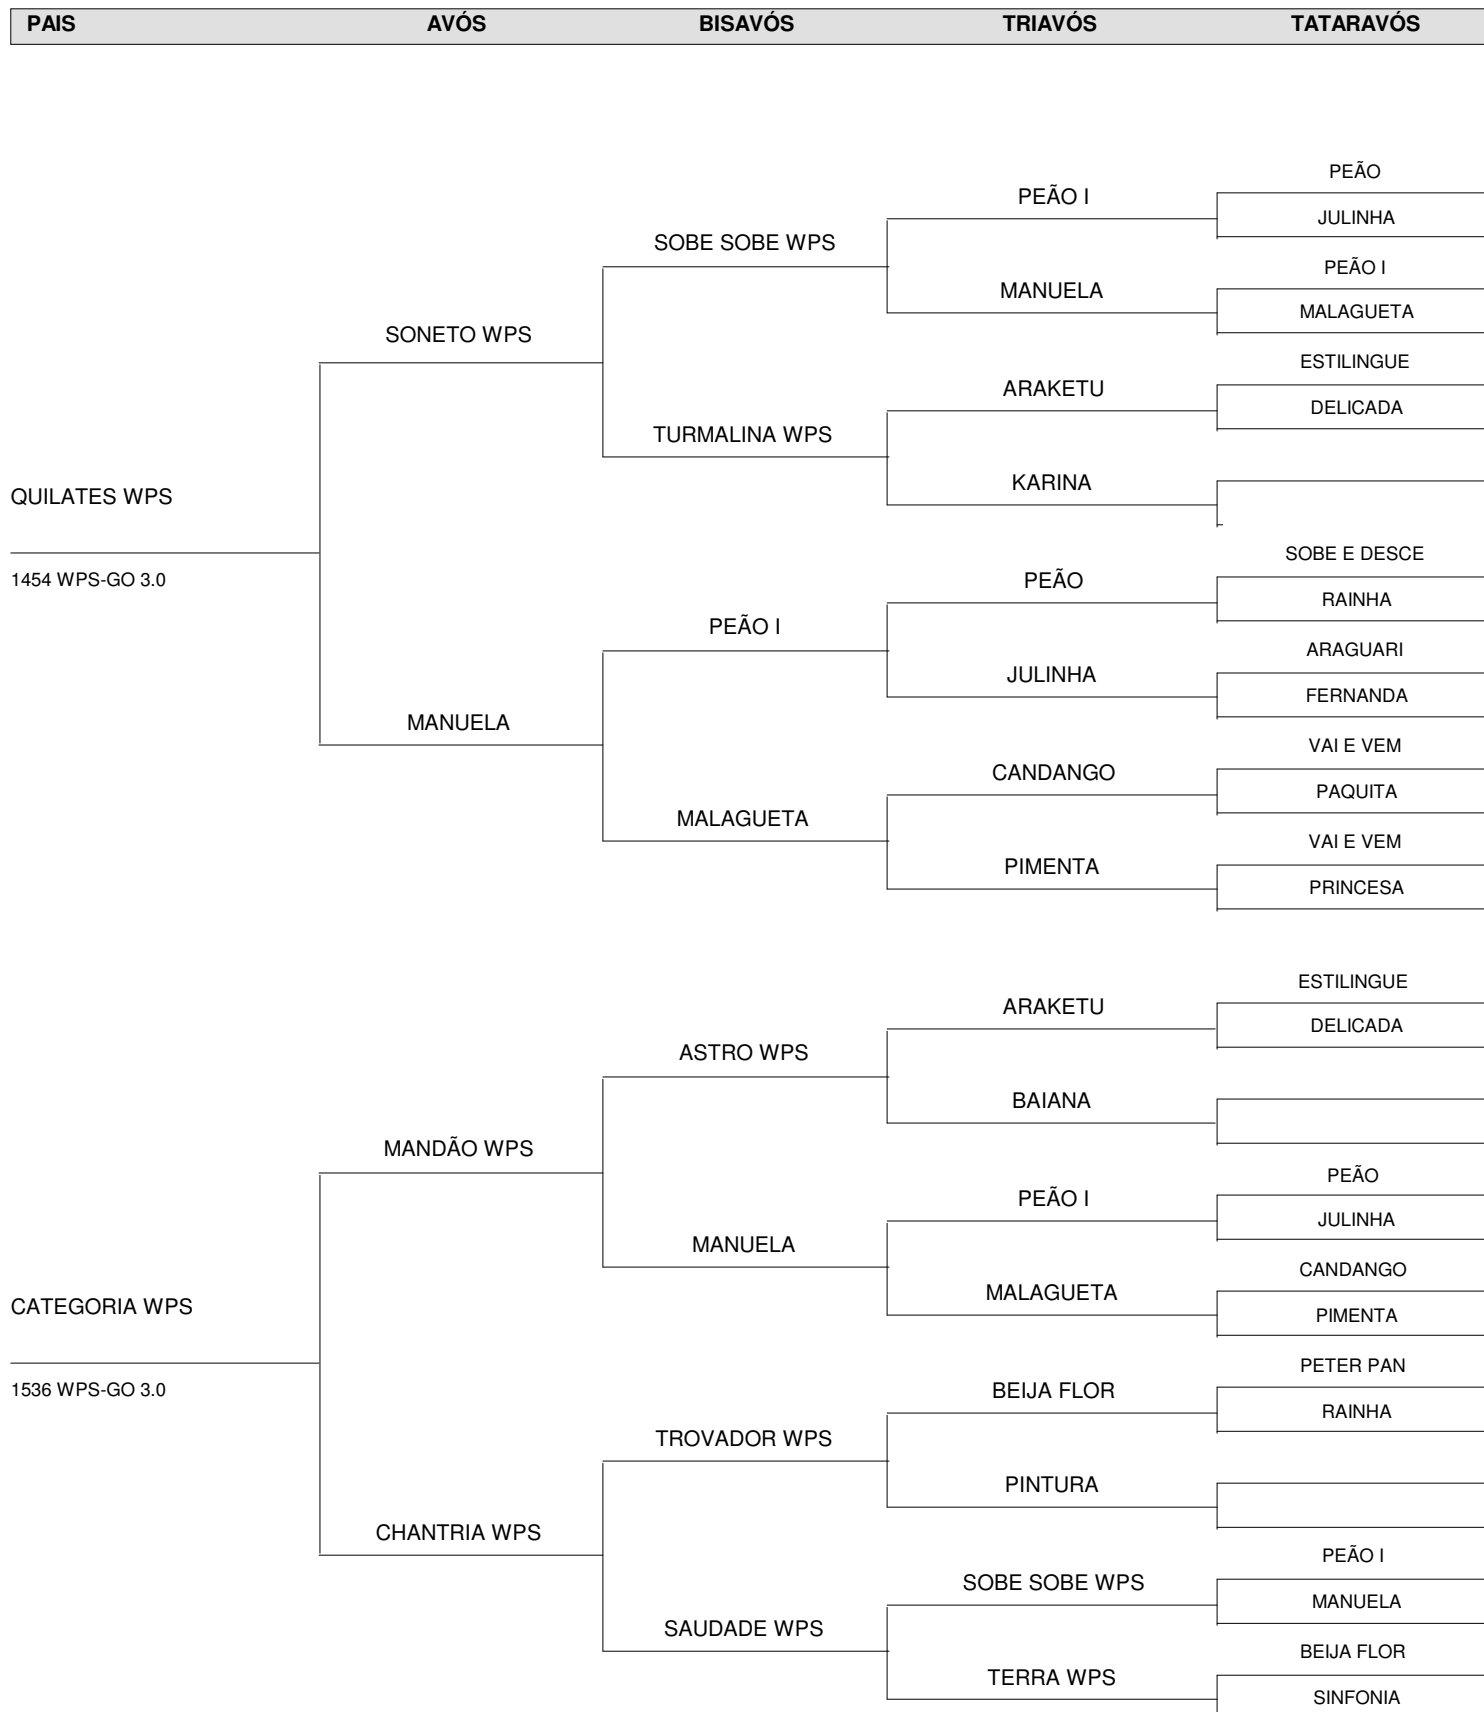 PAIS AVÓS BISAVÓS TRIAVÓS TATARAVÓS
PEÃO
PEÃO I
JULINHA
SOBE SOBE WPS
PEÃO I
MANUELA
MALAGUETA
SONETO WPS
ESTILINGUE
ARAKETU
DELICADA
TURMALINA WPS
KARINA
QUILATES WPS
SOBE E DESCE
1454 WPS-GO 3.0
PEÃO
RAINHA
PEÃO I
ARAGUARI
JULINHA
FERNANDA
MANUELA
VAI E VEM
CANDANGO
PAQUITA
MALAGUETA
VAI E VEM
PIMENTA
PRINCESA
ESTILINGUE
ARAKETU
DELICADA
ASTRO WPS
BAIANA
MANDÃO WPS
PEÃO
PEÃO I
JULINHA
MANUELA
CANDANGO
MALAGUETA
CATEGORIA WPS
PIMENTA
PETER PAN
1536 WPS-GO 3.0
BEIJA FLOR
RAINHA
TROVADOR WPS
PINTURA
CHANTRIA WPS
PEÃO I
SOBE SOBE WPS
MANUELA
SAUDADE WPS
BEIJA FLOR
TERRA WPS
SINFONIA